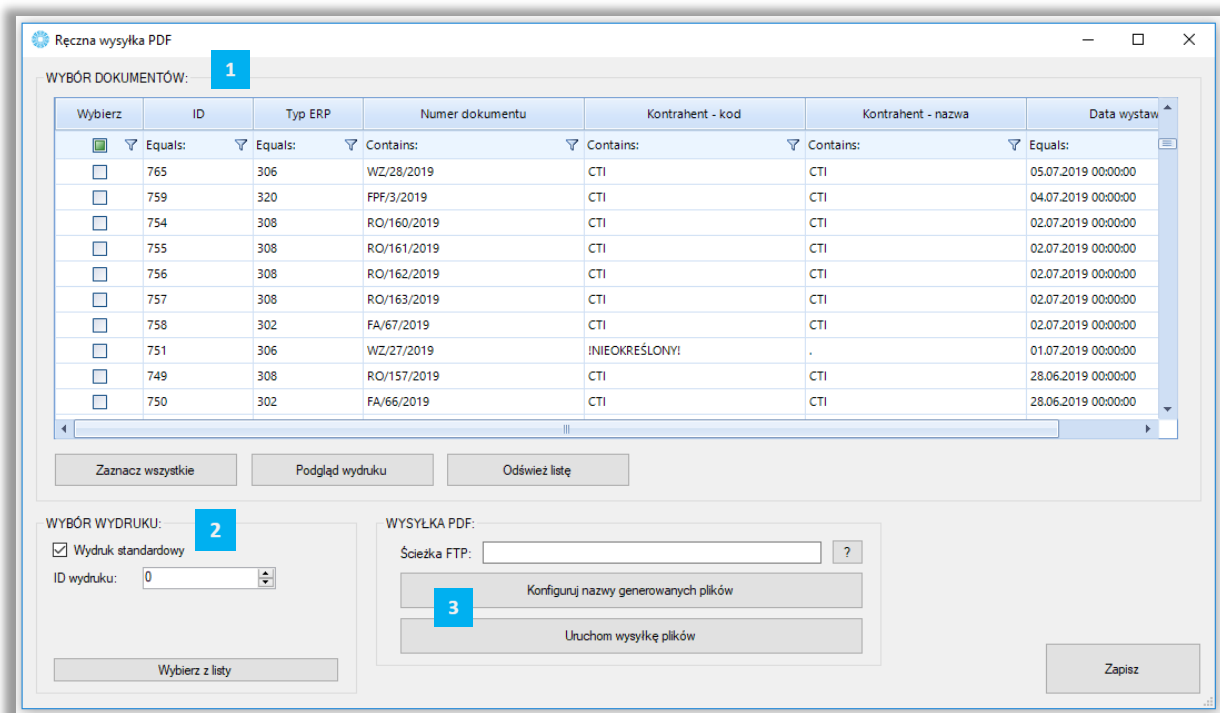 Ręczna wysyłka PDF
WYBÓR DOKUMENTÓW: 1
Wybierz ID Typ ERP Numer dokumentu Kontrahent - kod Kontrahent - nazwa Data wystaw
Equals: Equals: Contains: Contains: Contains: Equals:
765 306 WZ/28/2019 CTI CTI 05.07.2019 00:00:00
759 320 FPF/3/2019 CTI CTI 04.07.2019 00:00:00
754 308 RO/160/2019 CTI CTI 02.07.2019 00:00:00
755 308 RO/161/2019 CTI CTI 02.07.2019 00:00:00
756 308 RO/162/2019 CTI CTI 02.07.2019 00:00:00
757 308 RO/163/2019 CTI CTI 02.07.2019 00:00:00
758 302 FA/67/2019 CTI CTI 02.07.2019 00:00:00
751 306 WZ/27/2019 !NIEOKREŚLONY! . 01.07.2019 00:00:00
749 308 RO/157/2019 CTI CTI 28.06.2019 00:00:00
750 302 FA/66/2019 CTI CTI 28.06.2019 00:00:00
Zaznacz wszystkie Podgląd wydruku Odśwież listę
WYBÓR WYDRUKU: 2
Wydruk standardowy
ID wydruku: 0
Wybierz z listy
WYSYŁKA PDF:
Ścieżka FTP: ?
Konfiguruj nazwy generowanych plików
3
Uruchom wysyłkę plików
Zapisz